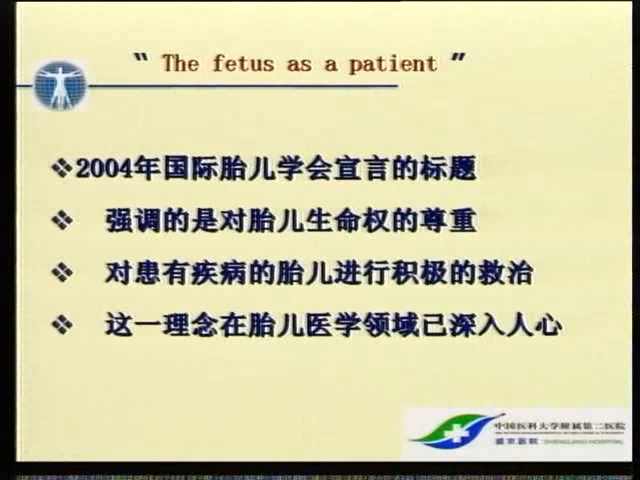 “ The fetus as a patient ”
❖2004年国际胎儿学会宣言的标题
❖ 强调的是对胎儿生命权的尊重
❖ 对患有疾病的胎儿进行积极的救治
❖ 这一理念在胎儿医学领域已深入人心
中国医科大学附属第二医院
盛京医院 SHENGJING HOSPITAL